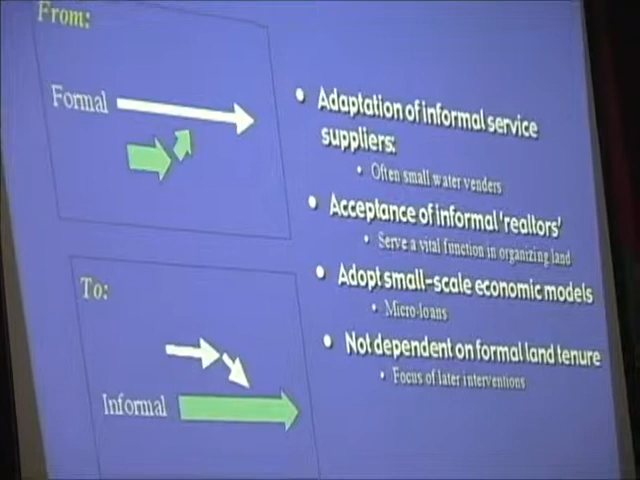 From:
Formal
To:
Informal
• Adaptation of informal service
suppliers:
• Often small water venders
• Acceptance of informal 'realtors'
• Serve a vital function in organizing land
• Adopt small-scale economic models
• Micro-loans
• Not dependent on formal land tenure
• Focus of later interventions